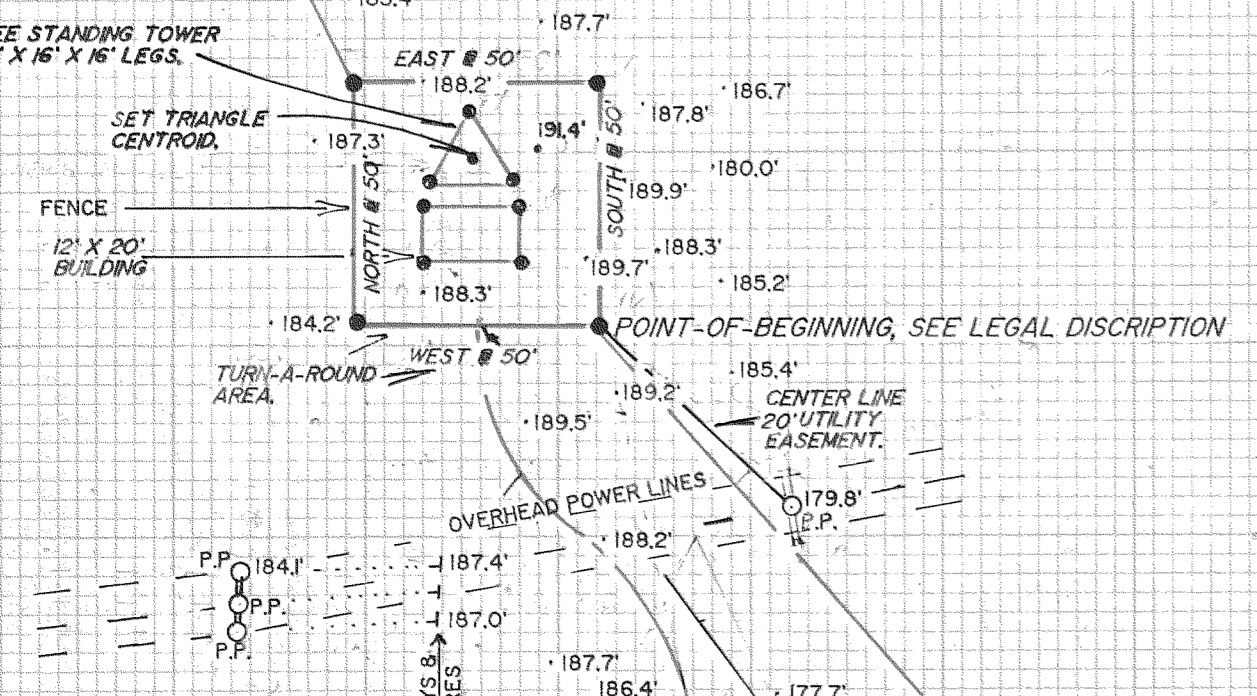 187.7'
EE STANDING TOWER
X 16' X 16' LEGS.
EAST @ 50'
188.2'
186.7'
187.8'
SET TRIANGLE
CENTROID.
187.3'
191.4'
180.0'
SOUTH @ 50'
189.9'
FENCE
NORTH @ 50'
12' X 20'
BUILDING
188.3'
189.7'
185.2'
188.3'
184.2'
POINT-OF-BEGINNING, SEE LEGAL DISCRIPTION
WEST @ 50'
TURN-A-ROUND
AREA.
185.4'
189.2'
CENTER LINE
20' UTILITY
EASEMENT.
189.5'
OVERHEAD POWER LINES
179.8'
P.P.
188.2'
P.P.
184.1'
187.4'
P.P.
187.0'
P.P.
YS &
RES
187.7'
186.4'
177.7'